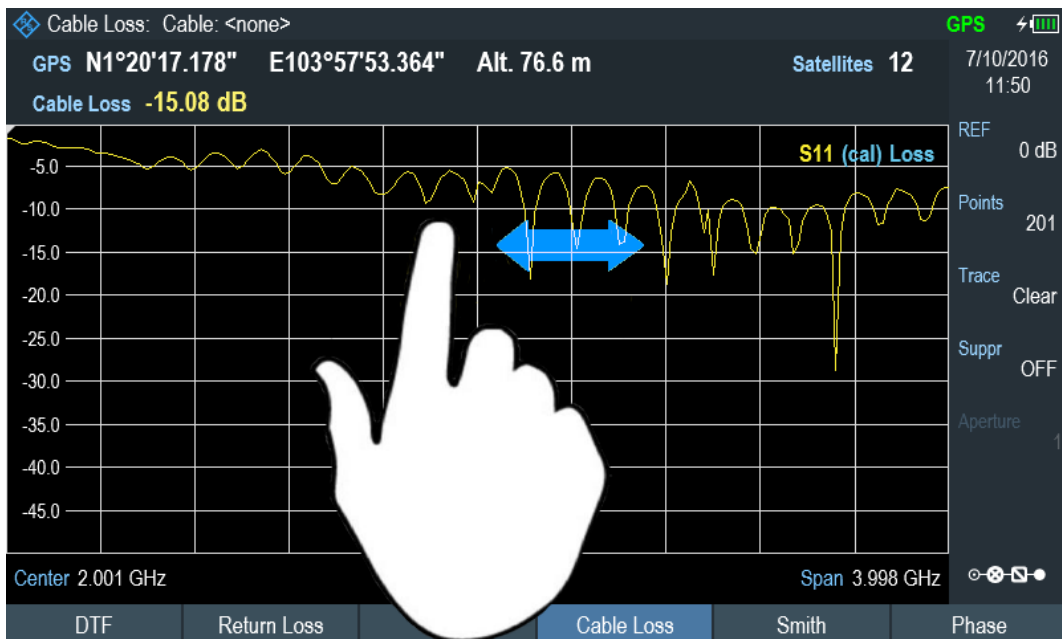 Cable Loss: Cable: <none>
GPS
GPS N1°20'17.178" E103°57'53.364" Alt. 76.6 m Satellites 12
7/10/2016
11:50
Cable Loss -15.08 dB
S11 (cal) Loss
-5.0
-10.0
-15.0
-20.0
-25.0
-30.0
-35.0
-40.0
-45.0
REF
0 dB
Points
201
Trace
Clear
Suppr
OFF
Aperture
1
Center 2.001 GHz Span 3.998 GHz
DTF Return Loss Cable Loss Smith Phase